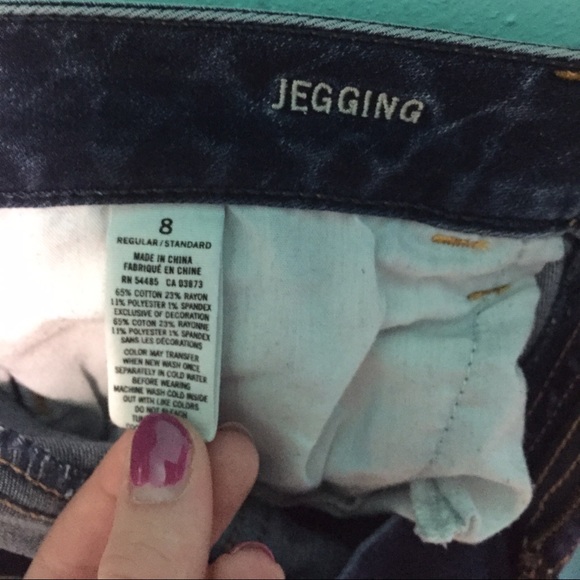 JEGGING
8
REGULAR/STANDARD
MADE IN CHINA
FABRIQUÉ EN CHINE
RN 54485 CA 03873
65% COTTON 23% RAYON
11% POLYESTER 1% SPANDEX
EXCLUSIVE OF DECORATION
65% COTON 23% RAYONNE
11% POLYESTER 1% SPANDEX
SANS LES DÉCORATIONS
COLOR MAY TRANSFER
WHEN NEW WASH ONCE
SEPARATELY IN COLD WATER
BEFORE WEARING
MACHINE WASH COLD INSIDE
OUT WITH LIKE COLORS
DO NOT BLEACH